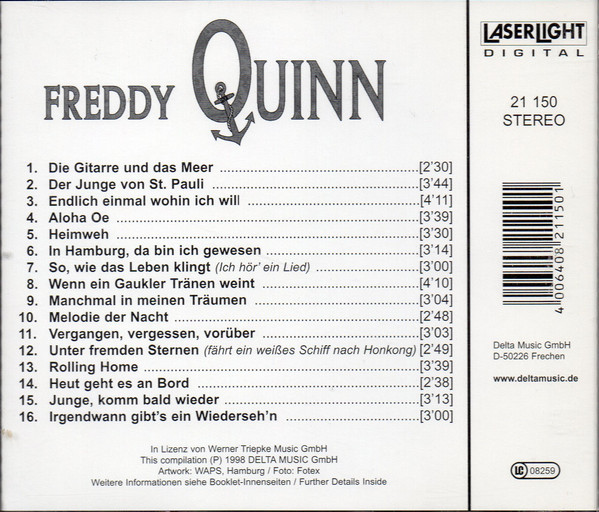 FREDDY QUINN
1. Die Gitarre und das Meer ........ [2'30]
2. Der Junge von St. Pauli ........ [3'44]
3. Endlich einmal wohin ich will ........ [4'11]
4. Aloha Oe ........ [3'39]
5. Heimweh ........ [3'30]
6. In Hamburg, da bin ich gewesen ........ [3'14]
7. So, wie das Leben klingt (Ich hör' ein Lied) ........ [3'00]
8. Wenn ein Gaukler Tränen weint ........ [4'10]
9. Manchmal in meinen Träumen ........ [3'04]
10. Melodie der Nacht ........ [2'48]
11. Vergangen, vergessen, vorüber ........ [3'03]
12. Unter fremden Sternen (fährt ein weißes Schiff nach Honkong) [2'49]
13. Rolling Home ........ [3'39]
14. Heut geht es an Bord ........ [2'38]
15. Junge, komm bald wieder ........ [3'13]
16. Irgendwann gibt's ein Wiederseh'n ........ [3'00]
In Lizenz von Werner Triepke Music GmbH
This compilation (P) 1998 DELTA MUSIC GmbH
Artwork: WAPS, Hamburg / Foto: Fotex
Weitere Informationen siehe Booklet-Innenseiten / Further Details Inside
LASERLIGHT
DIGITAL
21 150
STEREO
4 006408 211501
Delta Music GmbH
D-50226 Frechen
www.deltamusic.de
LC 08259